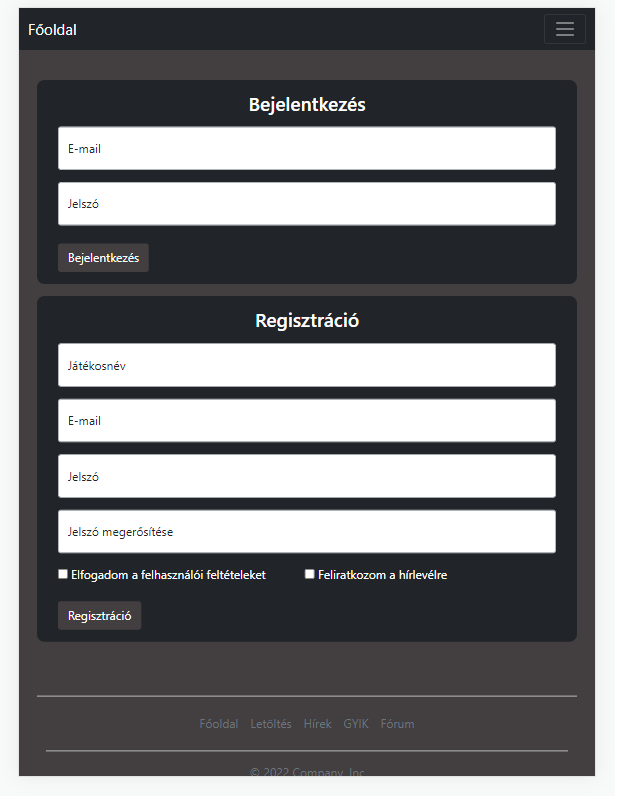 Főoldal
Bejelentkezés
E-mail
Jelszó
Bejelentkezés
Regisztráció
Játékosnév
E-mail
Jelszó
Jelszó megerősítése
Elfogadom a felhasználói feltételeket Feliratkozom a hírlevélre
Regisztráció
Főoldal Letöltés Hírek GYIK Fórum
© 2022 Company, Inc